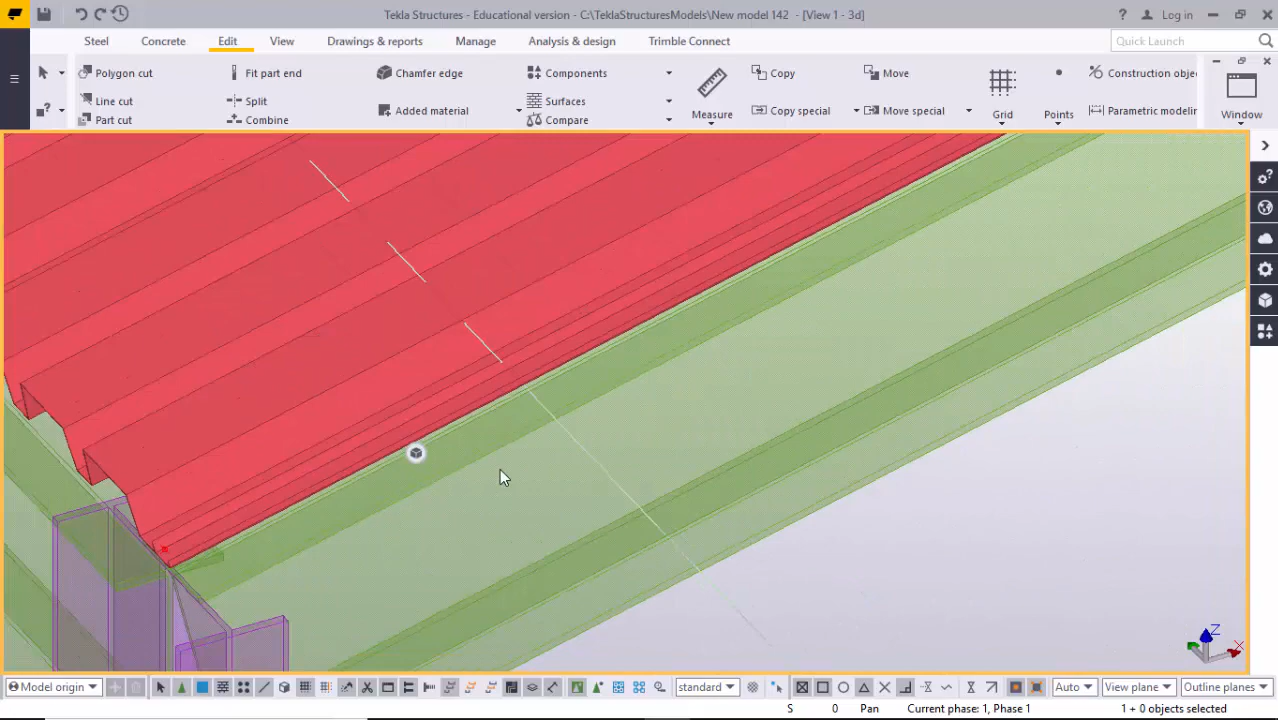 Tekla Structures - Educational version - C:\TeklaStructuresModels\New model 142 - [View 1 - 3d]
Log in
Steel Concrete Edit View Drawings & reports Manage Analysis & design Trimble Connect Quick Launch
Polygon cut Fit part end Chamfer edge Components Copy Move Construction obje
Line cut Split Added material Surfaces Copy special Move special Parametric modelin
Part cut Combine Compare
Measure Grid Points Window
Z
X
Model origin standard Auto View plane Outline planes
S 0 Pan Current phase: 1, Phase 1 1 + 0 objects selected